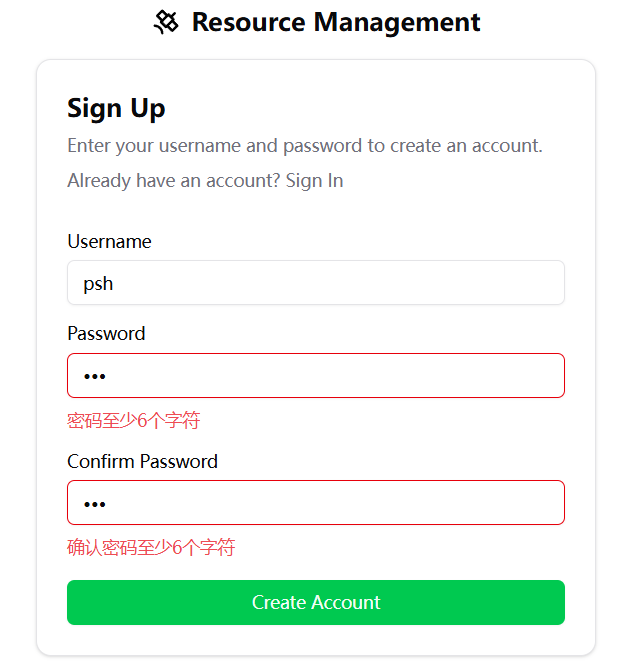 Resource Management
Sign Up
Enter your username and password to create an account.
Already have an account? Sign In
Username
psh
Password
•••
密码至少6个字符
Confirm Password
•••
确认密码至少6个字符
Create Account